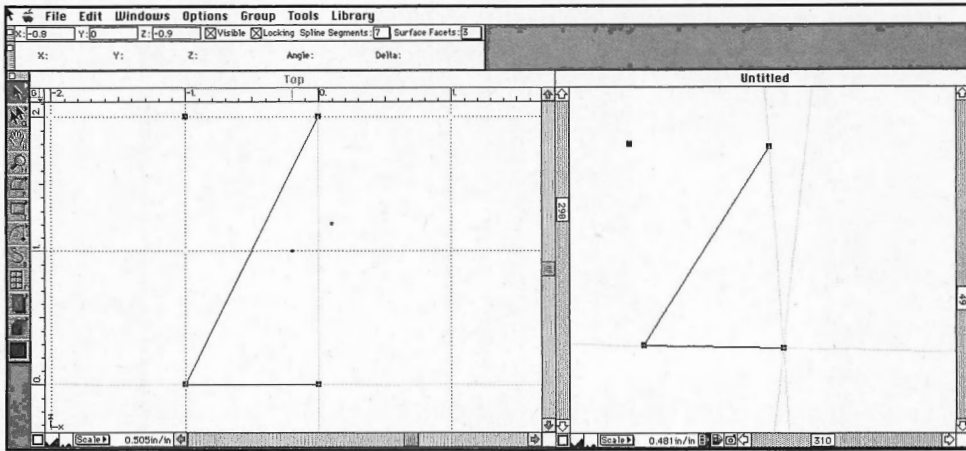 File Edit Windows Options Group Tools Library
X: -0.8 Y: 0 Z: -0.9 Visible Locking Spline Segments: 7 Surface Facets: 3
X: Y: Z: Angle: Delta:
Top
Untitled
G -2. -1. 0. 1.
2.
1.
0.
298
49
Z
X
Scale 0.505in/in
Scale 0.481in/in 310